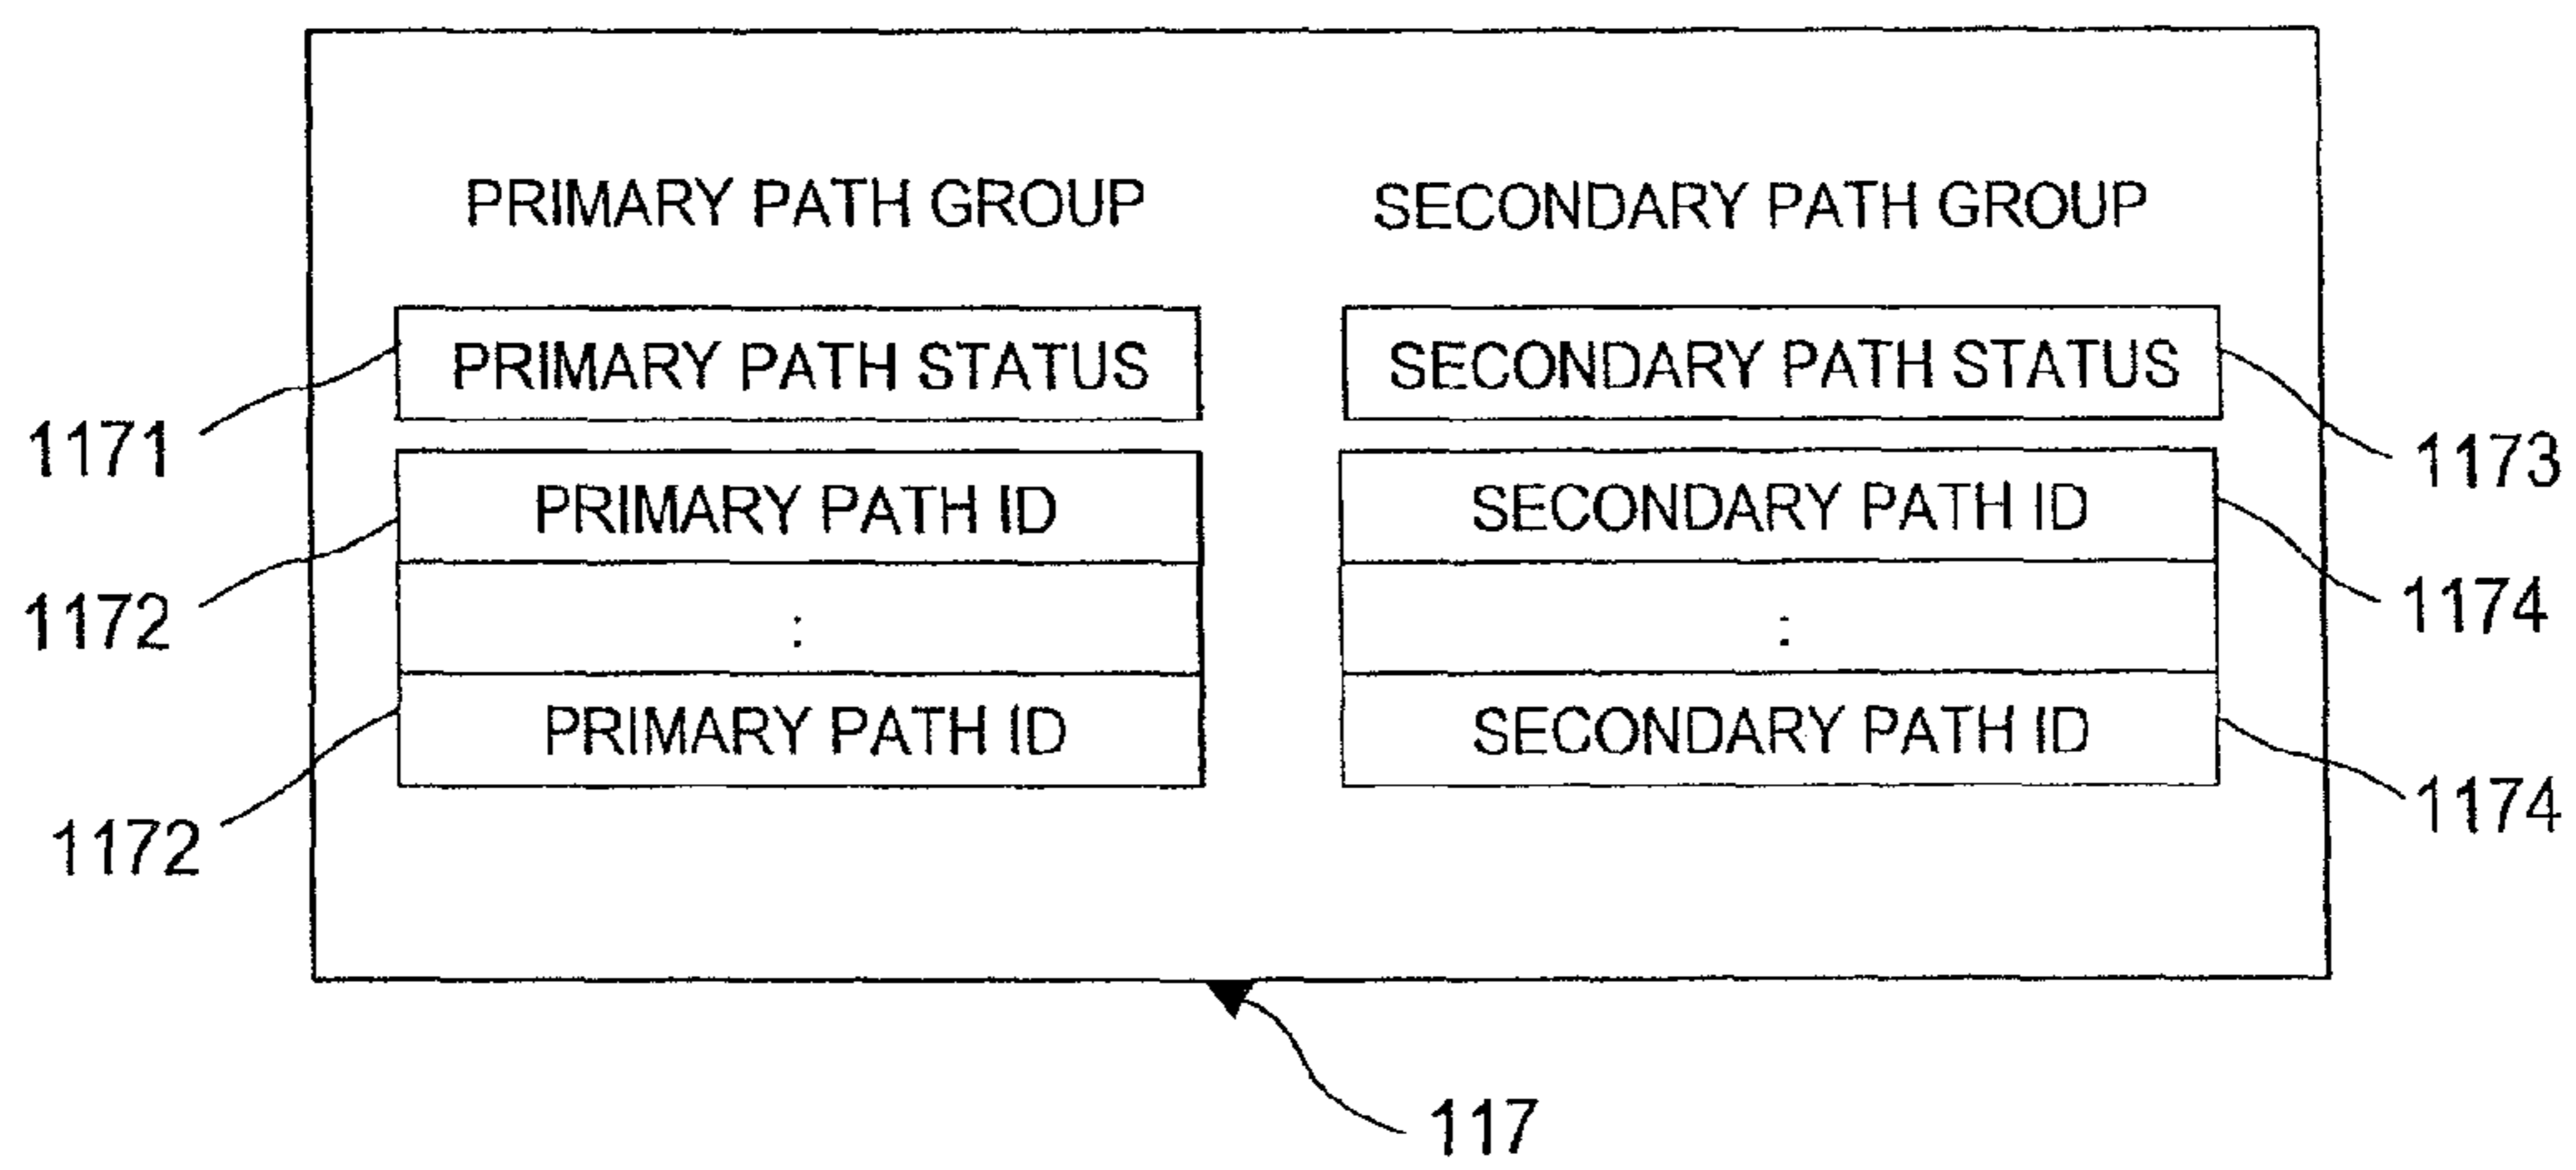 PRIMARY PATH GROUP
SECONDARY PATH GROUP
PRIMARY PATH STATUS
SECONDARY PATH STATUS
1171
1173
PRIMARY PATH ID
SECONDARY PATH ID
1172
1174
:
:
PRIMARY PATH ID
SECONDARY PATH ID
1172
1174
117